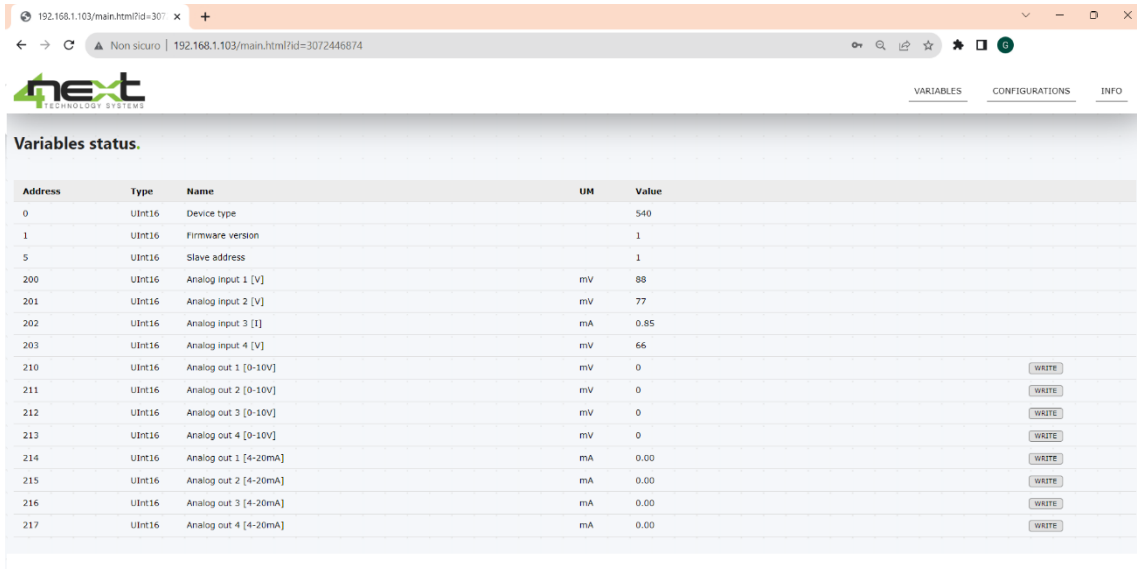 192.168.1.103/main.html?id=307
Non sicuro | 192.168.1.103/main.html?id=3072446874
G
4next
TECHNOLOGY SYSTEMS
VARIABLES CONFIGURATIONS INFO
Variables status.
Address Type Name UM Value
0 UInt16 Device type 540
1 UInt16 Firmware version 1
5 UInt16 Slave address 1
200 UInt16 Analog input 1 [V] mV 88
201 UInt16 Analog input 2 [V] mV 77
202 UInt16 Analog input 3 [I] mA 0.85
203 UInt16 Analog input 4 [V] mV 66
210 UInt16 Analog out 1 [0-10V] mV 0 WRITE
211 UInt16 Analog out 2 [0-10V] mV 0 WRITE
212 UInt16 Analog out 3 [0-10V] mV 0 WRITE
213 UInt16 Analog out 4 [0-10V] mV 0 WRITE
214 UInt16 Analog out 1 [4-20mA] mA 0.00 WRITE
215 UInt16 Analog out 2 [4-20mA] mA 0.00 WRITE
216 UInt16 Analog out 3 [4-20mA] mA 0.00 WRITE
217 UInt16 Analog out 4 [4-20mA] mA 0.00 WRITE